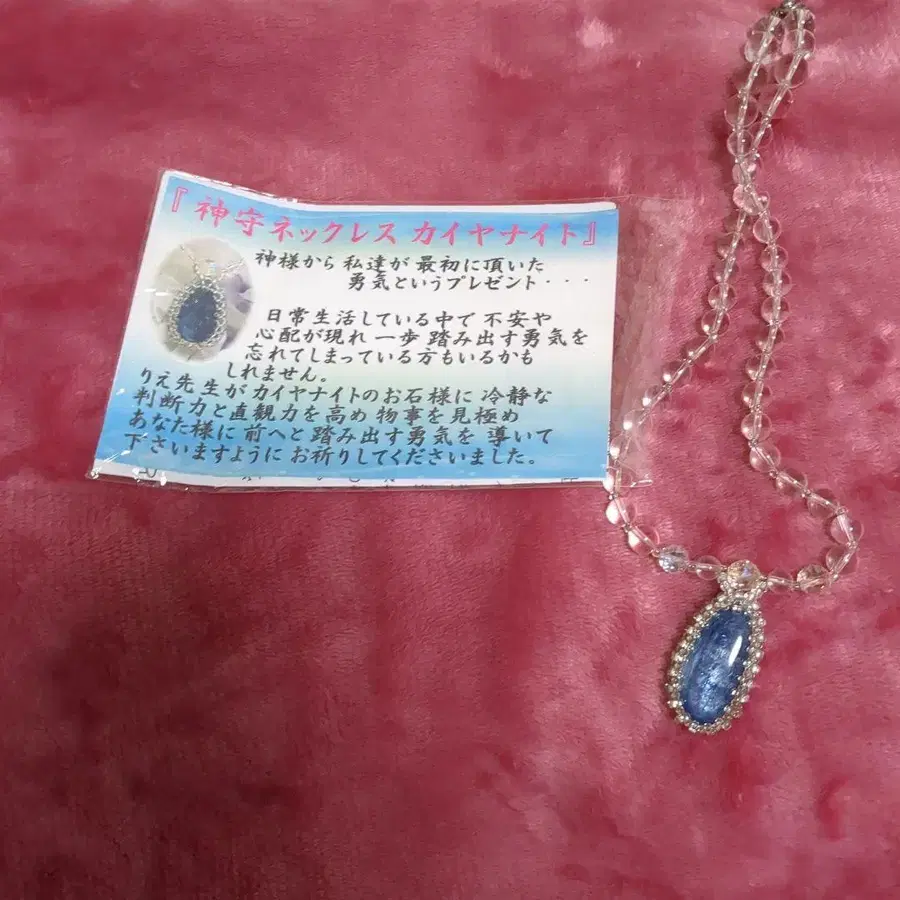 『神守ネックレス カイヤナイト』
神様から私達が最初に頂いた
勇気というプレゼント・・・
日常生活している中で不安や
心配が現れ一歩踏み出す勇気を
忘れてしまっている方もいるかも
しれません。
りえ先生がカイヤナイトのお石様に冷静な
判断力と直観力を高め物事を見極め
あなた様に前へと踏み出す勇気を導いて
下さいますようにお祈りしてくださいました。